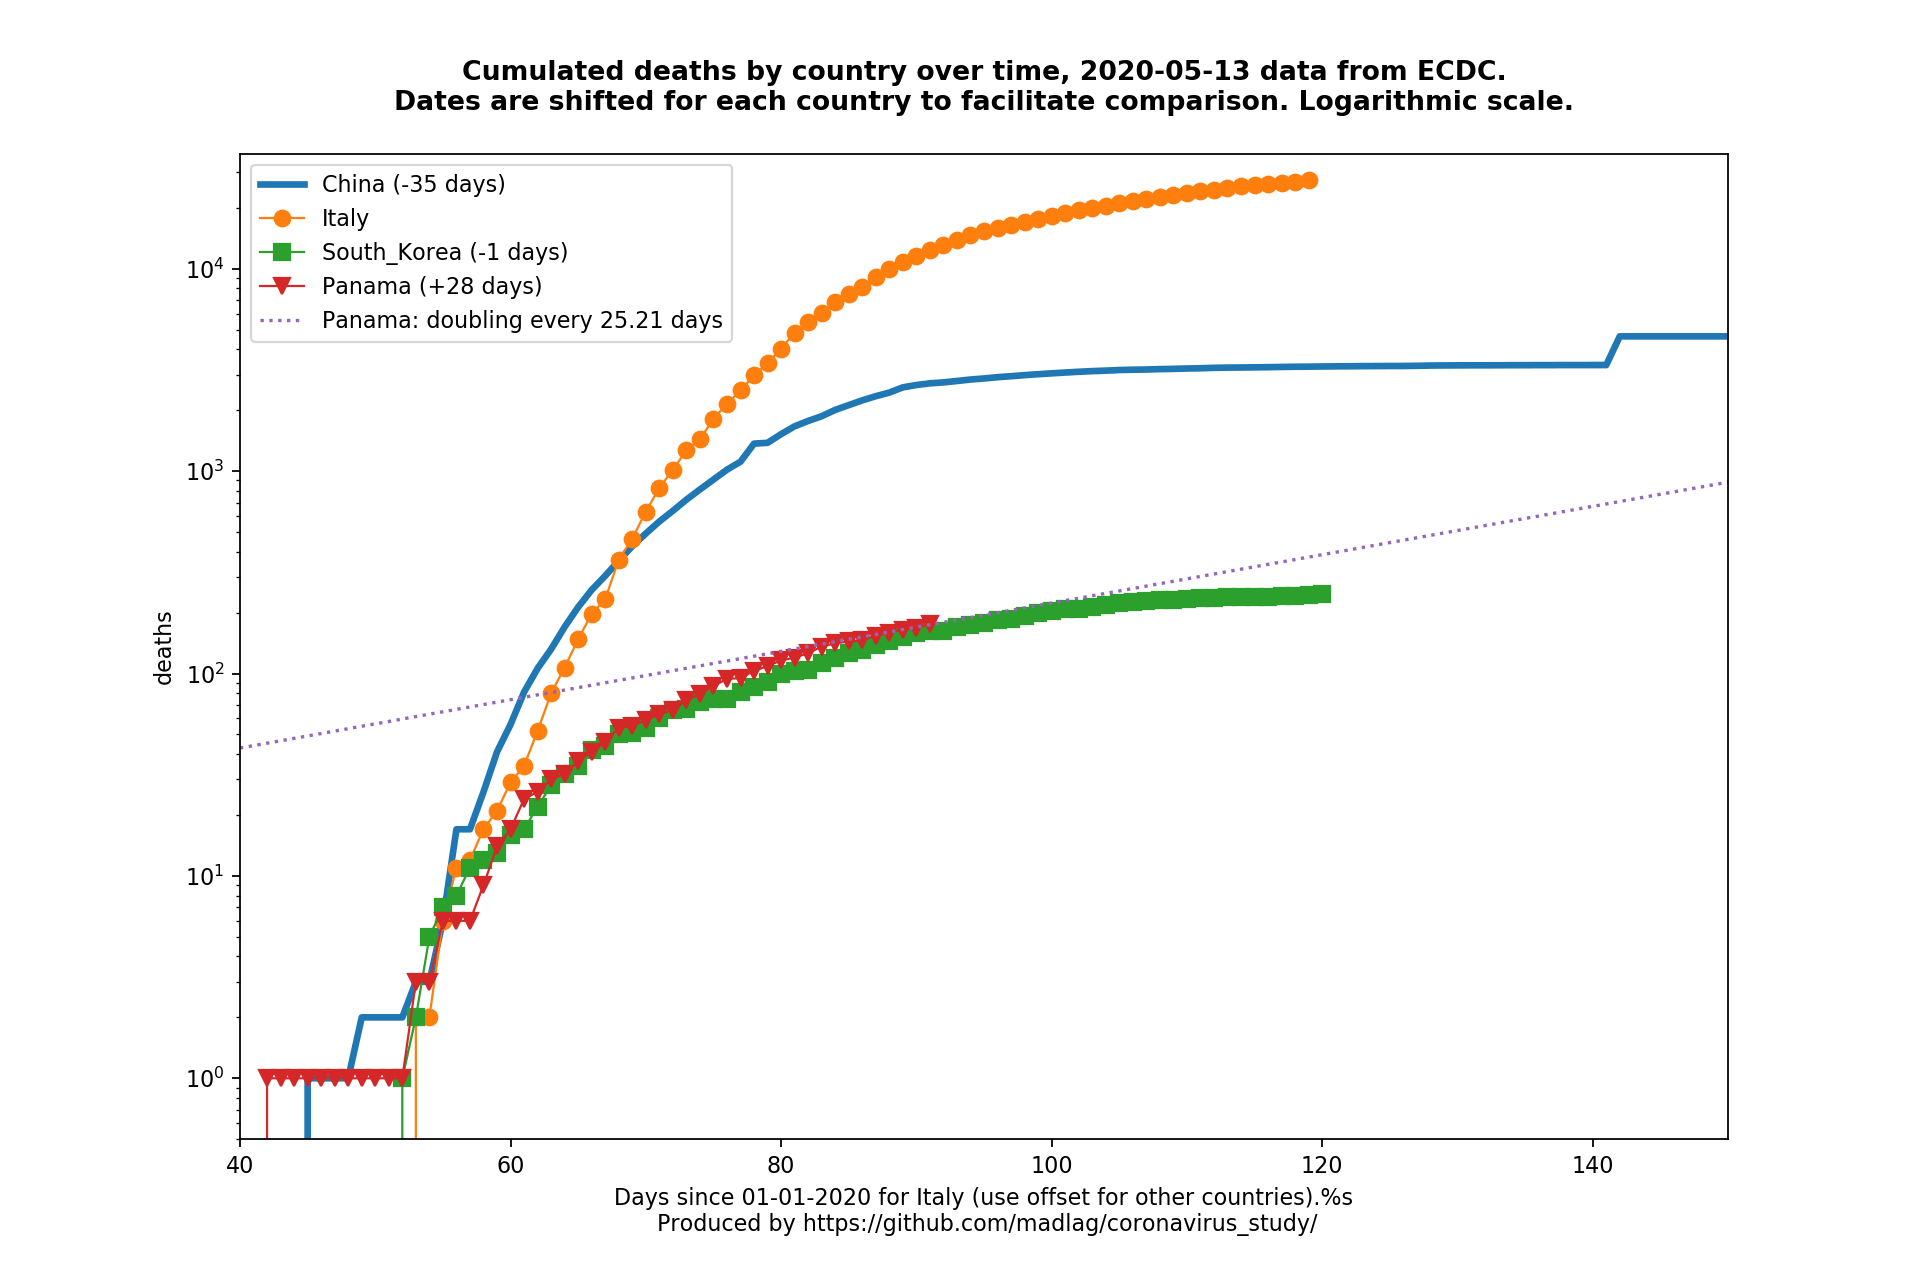 Cumulated deaths by country over time, 2020-05-13 data from ECDC.
Dates are shifted for each country to facilitate comparison. Logarithmic scale.
China (-35 days)
Italy
South_Korea (-1 days)
Panama (+28 days)
Panama: doubling every 25.21 days
deaths
10⁴
10³
10²
10¹
10⁰
40 60 80 100 120 140
Days since 01-01-2020 for Italy (use offset for other countries).%s
Produced by https://github.com/madlag/coronavirus_study/